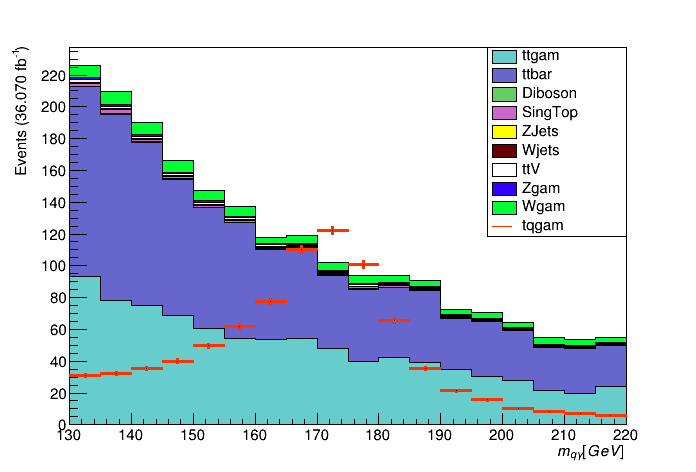 Events (36.070 fb⁻¹)
220
200
180
160
140
120
100
80
60
40
20
0
130 140 150 160 170 180 190 200 210 220
m_qγ[GeV]
ttgam
ttbar
Diboson
SingTop
ZJets
Wjets
ttV
Zgam
Wgam
tqgam